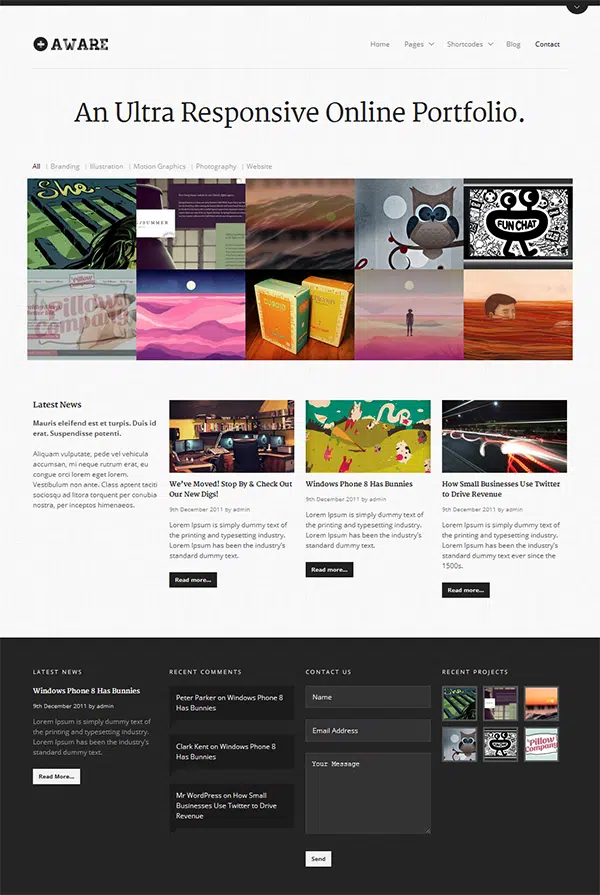 AWARE
Home Pages Shortcodes Blog Contact
An Ultra Responsive Online Portfolio.
All | Branding | Illustration | Motion Graphics | Photography | Website
She.
/SUMMER
FUN CHAT
Pillow
Company
Latest News
Mauris eleifend est et turpis. Duis id
erat. Suspendisse potenti.
Aliquam vulputate, pede vel vehicula
accumsan, mi neque rutrum erat, eu
congue orci lorem eget lorem.
Vestibulum non ante. Class aptent taciti
sociosqu ad litora torquent per conubia
nostra, per inceptos himenaeos.
We've Moved! Stop By & Check Out
Our New Digs!
9th December 2011 by admin
Lorem Ipsum is simply dummy text of
the printing and typesetting industry.
Lorem Ipsum has been the industry's
standard dummy text.
Read more...
Windows Phone 8 Has Bunnies
9th December 2011 by admin
Lorem Ipsum is simply dummy text of
the printing and typesetting industry.
Lorem Ipsum has been the industry's
standard dummy text.
Read more...
How Small Businesses Use Twitter
to Drive Revenue
9th December 2011 by admin
Lorem Ipsum is simply dummy text of
the printing and typesetting industry.
Lorem Ipsum has been the industry's
standard dummy text ever since the
1500s.
Read more...
LATEST NEWS
Windows Phone 8 Has Bunnies
9th December 2011 by admin
Lorem Ipsum is simply dummy text of
the printing and typesetting industry.
Lorem Ipsum has been the industry's
standard dummy text.
Read More...
RECENT COMMENTS
Peter Parker on Windows Phone 8
Has Bunnies
Clark Kent on Windows Phone 8
Has Bunnies
Mr WordPress on How Small
Businesses Use Twitter to Drive
Revenue
CONTACT US
Name
Email Address
Your Message
Send
RECENT PROJECTS
Pillow
Company